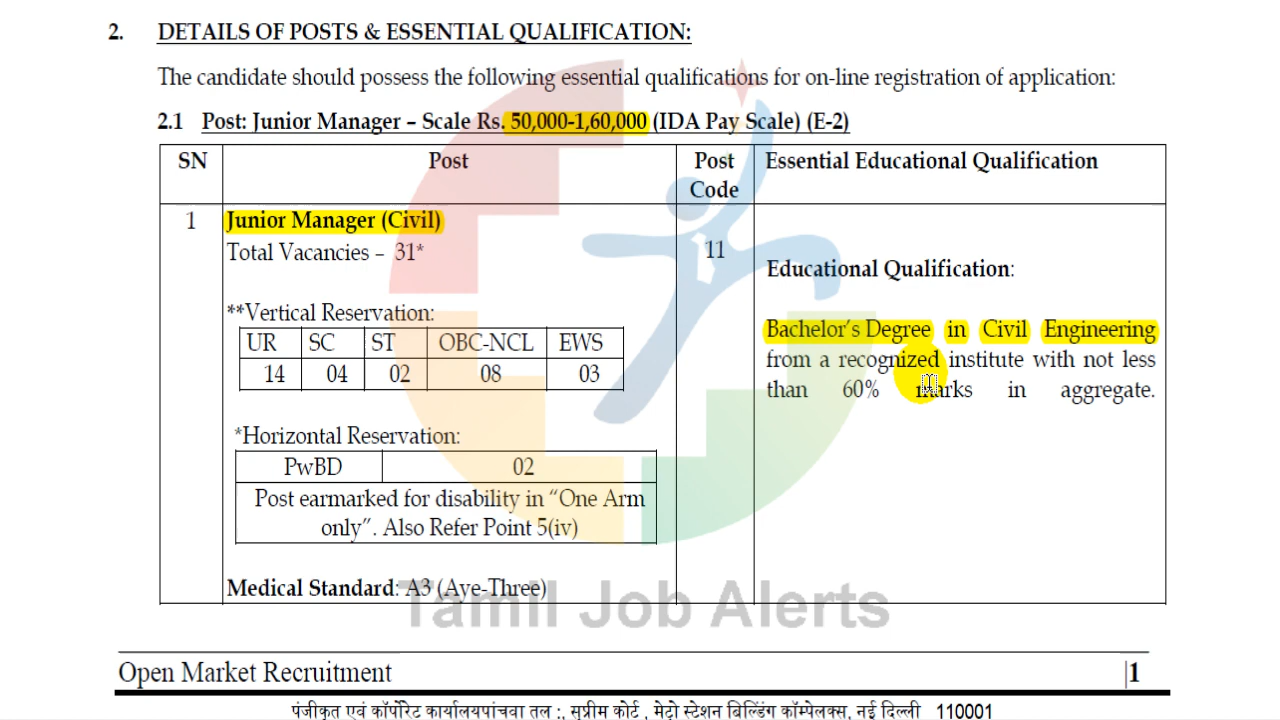 2. DETAILS OF POSTS & ESSENTIAL QUALIFICATION:
The candidate should possess the following essential qualifications for on-line registration of application:
2.1 Post: Junior Manager – Scale Rs. 50,000-1,60,000 (IDA Pay Scale) (E-2)
SN Post Post Code Essential Educational Qualification
1 Junior Manager (Civil)
Total Vacancies – 31*
11
**Vertical Reservation:
UR SC ST OBC-NCL EWS
14 04 02 08 03
*Horizontal Reservation:
PwBD 02
Post earmarked for disability in “One Arm
only”. Also Refer Point 5(iv)
Medical Standard: A3 (Aye-Three)
Educational Qualification:
Bachelor’s Degree in Civil Engineering
from a recognized institute with not less
than 60% marks in aggregate.
Tamil Job Alerts
Open Market Recruitment |1
पंजीकृत एवं कॉर्पोरेट कार्यालयपांचवा तल :, सुप्रीम कोर्ट , मेट्रो स्टेशन बिल्डिंग कॉम्पेलक्स, नई दिल्ली 110001